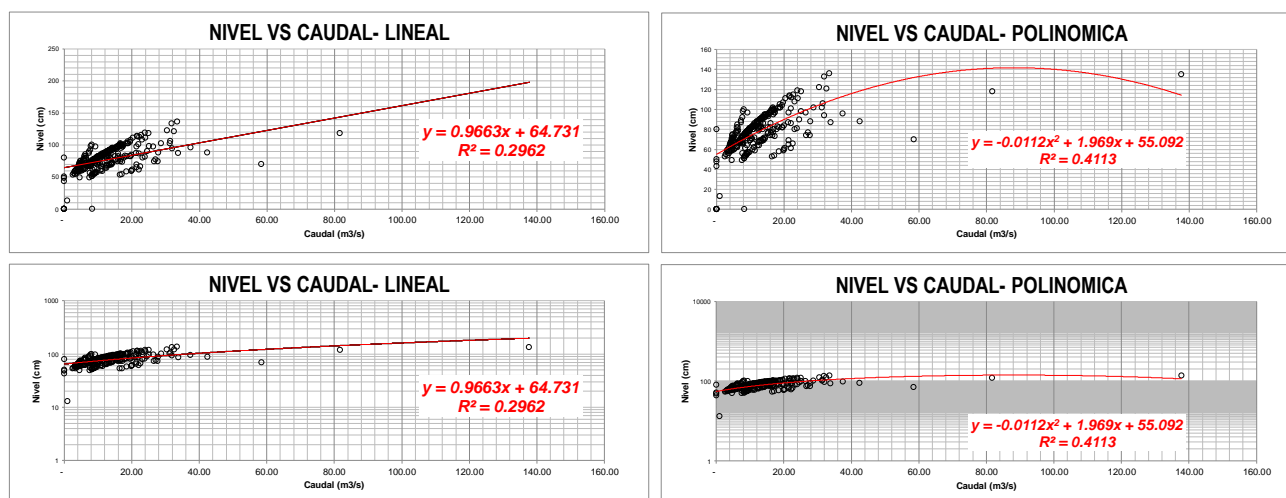 NIVEL VS CAUDAL- LINEAL
250
200
150
100
50
0
Nivel (cm)
y = 0.9663x + 64.731
R² = 0.2962
- 20.00 40.00 60.00 80.00 100.00 120.00 140.00 160.00
Caudal (m3/s)
NIVEL VS CAUDAL- POLINOMICA
160
140
120
100
80
60
40
20
0
Nivel (cm)
y = -0.0112x² + 1.969x + 55.092
R² = 0.4113
- 20.00 40.00 60.00 80.00 100.00 120.00 140.00 160.00
Caudal (m3/s)
NIVEL VS CAUDAL- LINEAL
1000
100
10
1
Nivel (cm)
y = 0.9663x + 64.731
R² = 0.2962
- 20.00 40.00 60.00 80.00 100.00 120.00 140.00 160.00
Caudal (m3/s)
NIVEL VS CAUDAL- POLINOMICA
10000
100
1
Nivel (cm)
y = -0.0112x² + 1.969x + 55.092
R² = 0.4113
- 20.00 40.00 60.00 80.00 100.00 120.00 140.00 160.00
Caudal (m3/s)